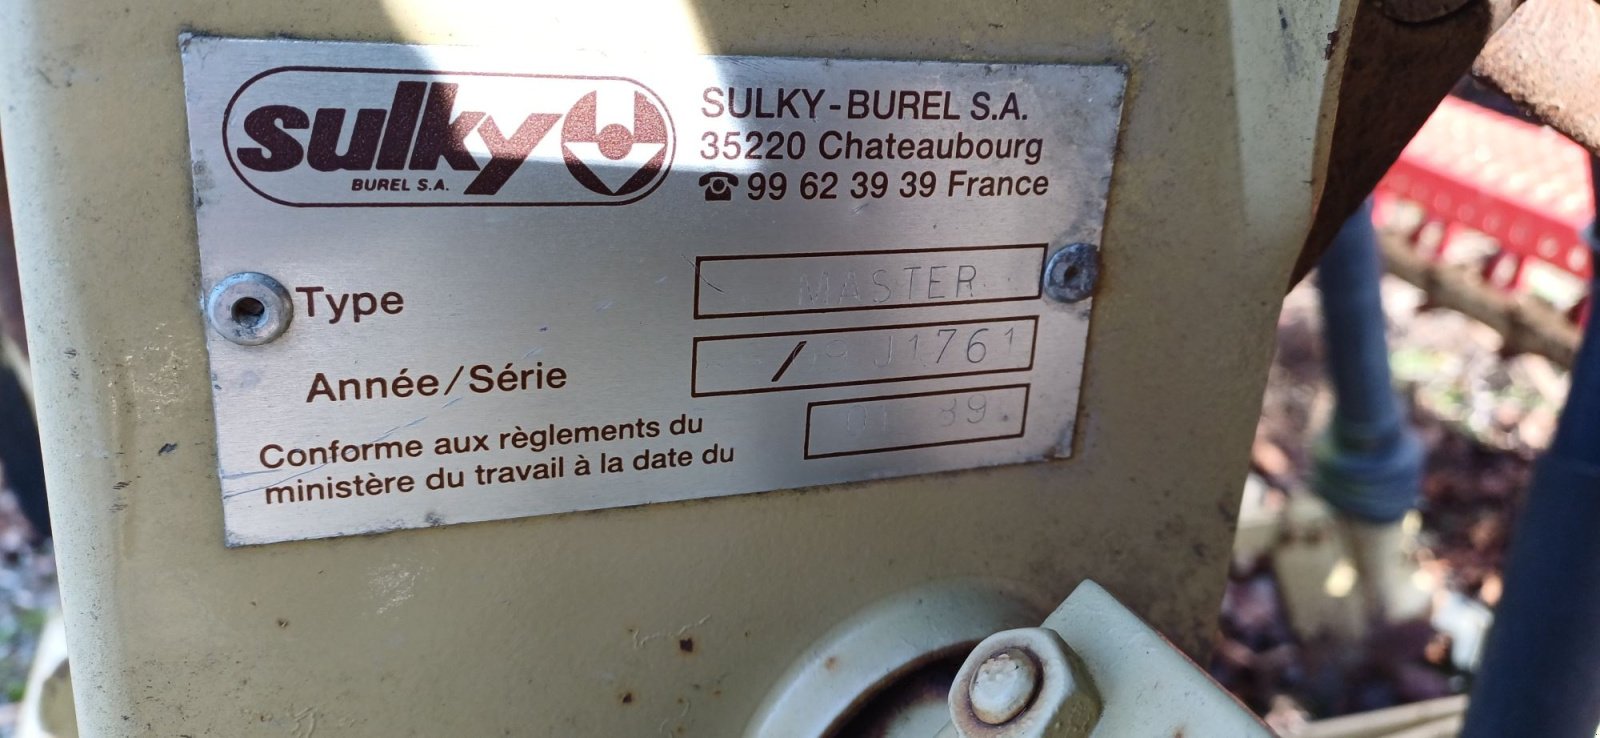 sulky
BUREL S.A.
SULKY-BUREL S.A.
35220 Chateaubourg
☎ 99 62 39 39 France
Type MASTER
Année/Série / J1761
Conforme aux règlements du
ministère du travail à la date du 01 89